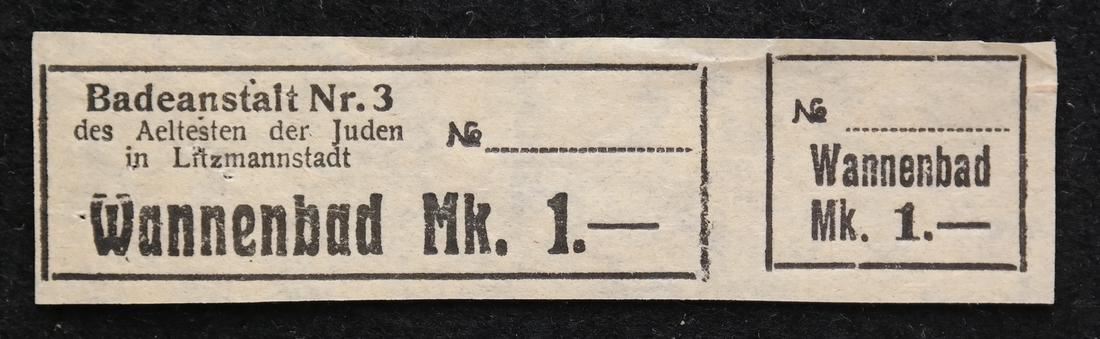 Badeanstalt Nr. 3
des Aeltesten der Juden
in Litzmannstadt
№
Wannenbad Mk. 1.—
№
Wannenbad
Mk. 1.—